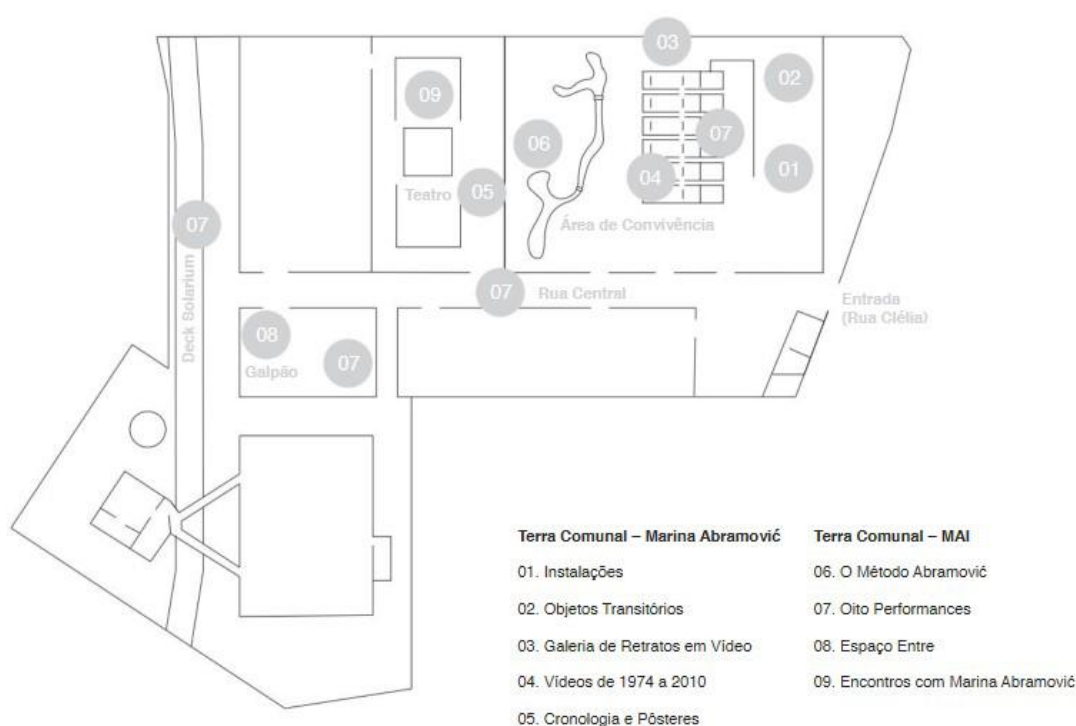 03
02
09
07
06
01
04
Teatro
05
Área de Convivência
07
Deck Solarium
07
Rua Central
Entrada
(Rua Clélia)
08
Galpão
07
Terra Comunal – Marina Abramović
01. Instalações
02. Objetos Transitórios
03. Galeria de Retratos em Vídeo
04. Vídeos de 1974 a 2010
05. Cronologia e Pôsteres
Terra Comunal – MAI
06. O Método Abramović
07. Oito Performances
08. Espaço Entre
09. Encontros com Marina Abramović